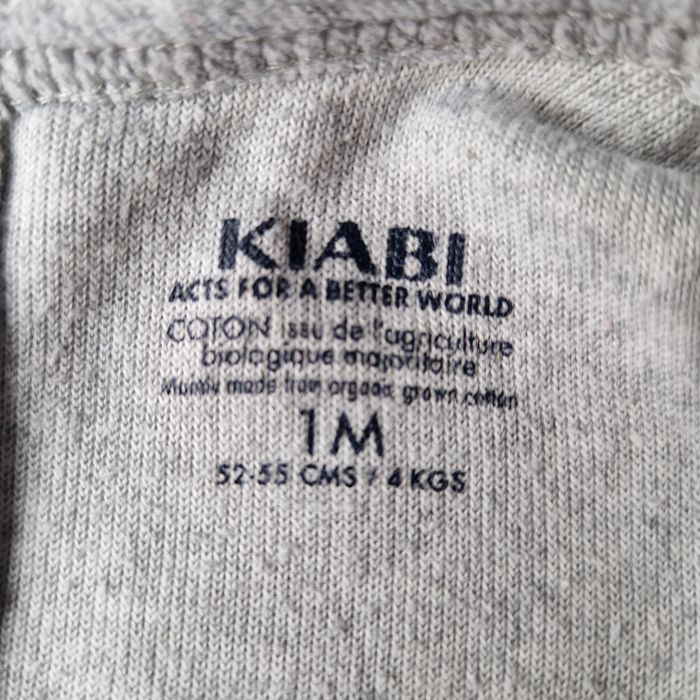 KIABI
ACTS FOR A BETTER WORLD
COTON issu de l'agriculture
biologique majoritaire
Mainly made from organic grown cotton
1M
52-55 CMS / 4 KGS